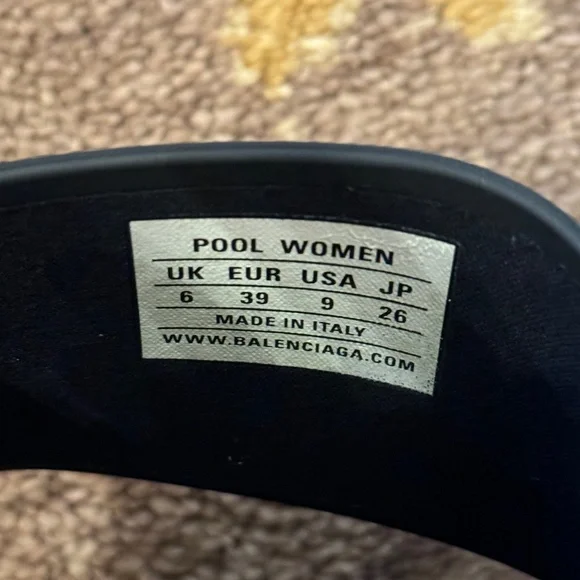 POOL WOMEN
UK EUR USA JP
6 39 9 26
MADE IN ITALY
WWW.BALENCIAGA.COM